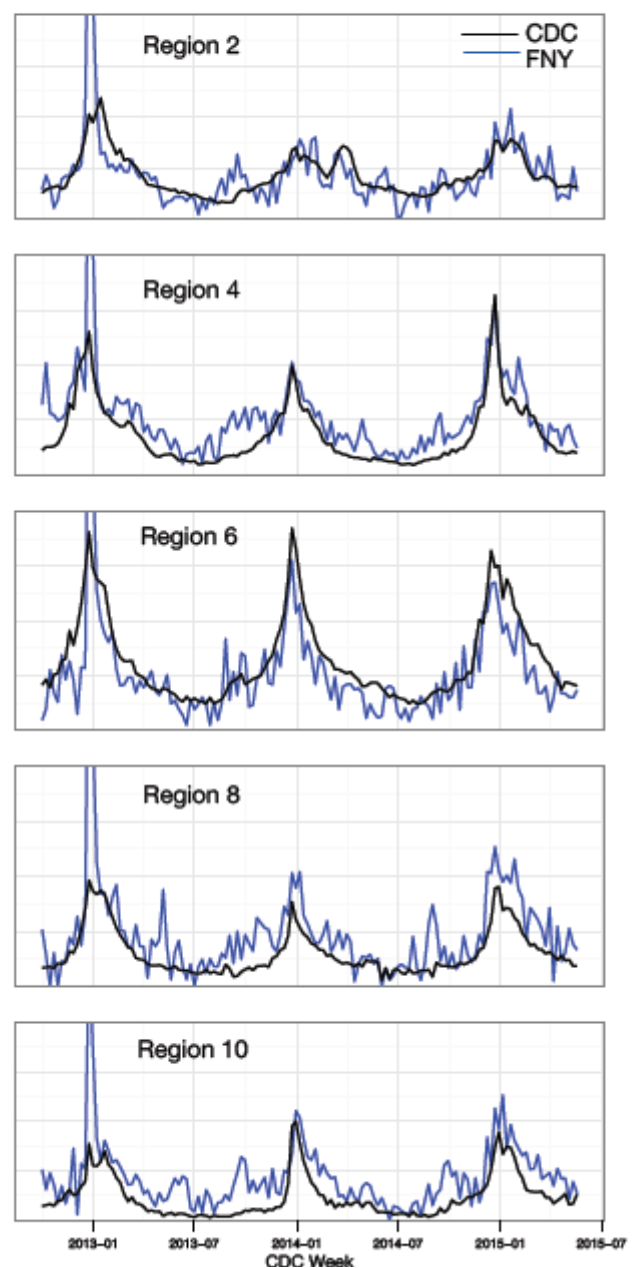 Region 2
CDC
FNY
Region 4
Region 6
Region 8
Region 10
2013-01 2013-07 2014-01 2014-07 2015-01 2015-07
CDC Week